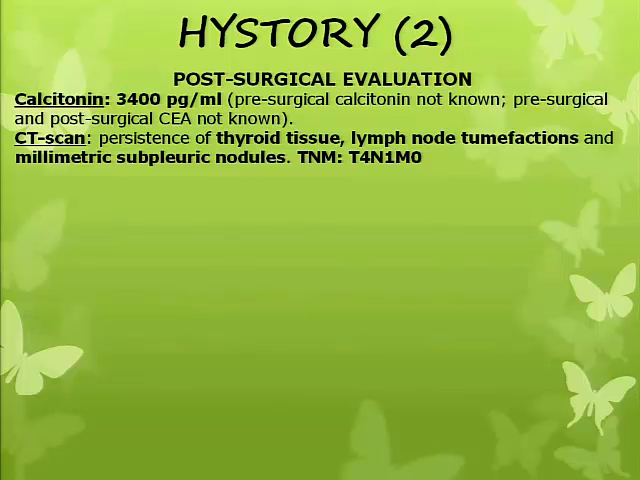 HYSTORY (2)
POST-SURGICAL EVALUATION
Calcitonin: 3400 pg/ml (pre-surgical calcitonin not known; pre-surgical
and post-surgical CEA not known).
CT-scan: persistence of thyroid tissue, lymph node tumefactions and
millimetric subpleuric nodules. TNM: T4N1M0